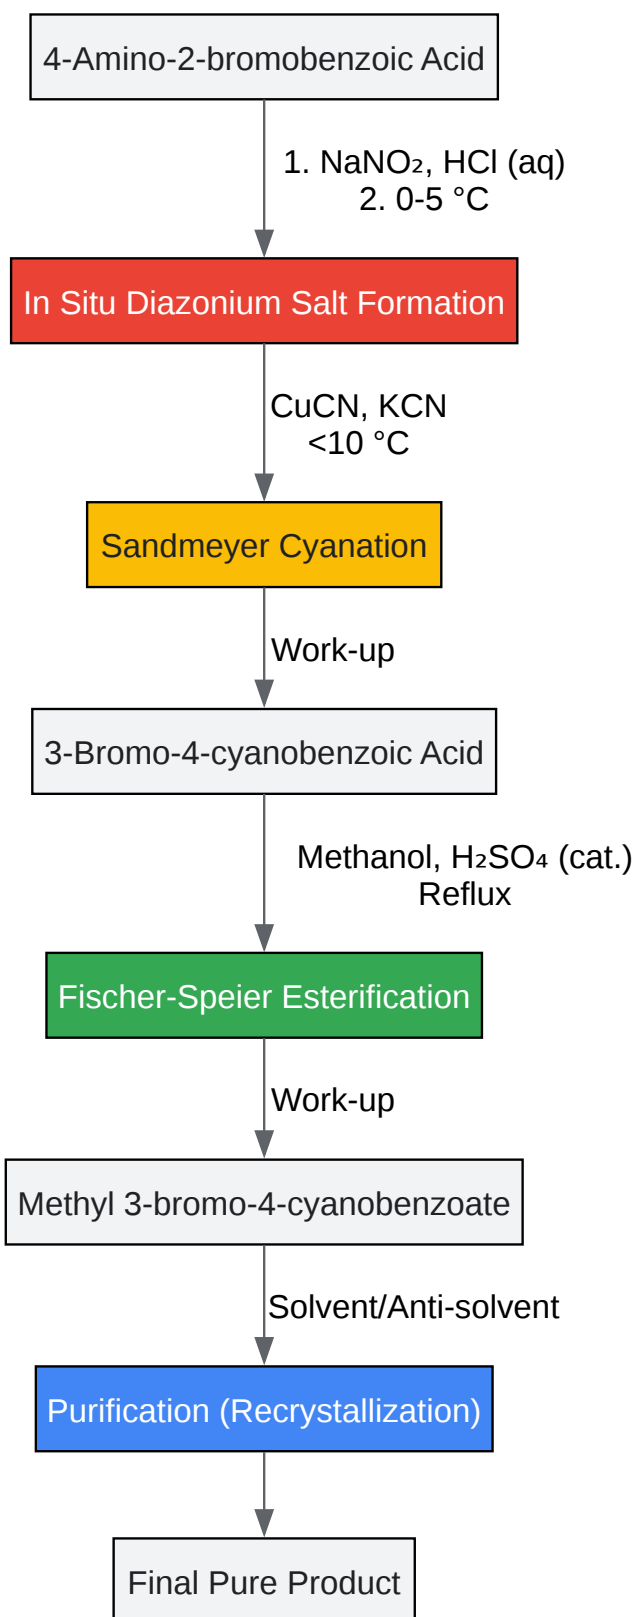 4-Amino-2-bromobenzoic Acid
1. NaNO₂, HCl (aq)
2. 0-5 °C
In Situ Diazonium Salt Formation
CuCN, KCN
<10 °C
Sandmeyer Cyanation
Work-up
3-Bromo-4-cyanobenzoic Acid
Methanol, H₂SO₄ (cat.)
Reflux
Fischer-Speier Esterification
Work-up
Methyl 3-bromo-4-cyanobenzoate
Solvent/Anti-solvent
Purification (Recrystallization)
Final Pure Product